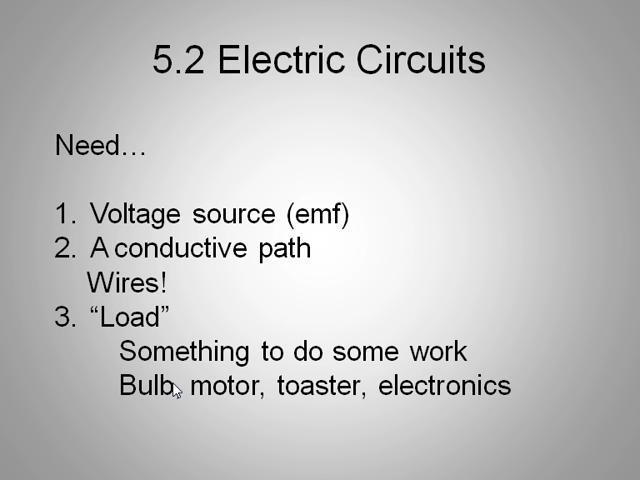 5.2 Electric Circuits
Need…
1. Voltage source (emf)
2. A conductive path
Wires!
3. “Load”
Something to do some work
Bulb, motor, toaster, electronics